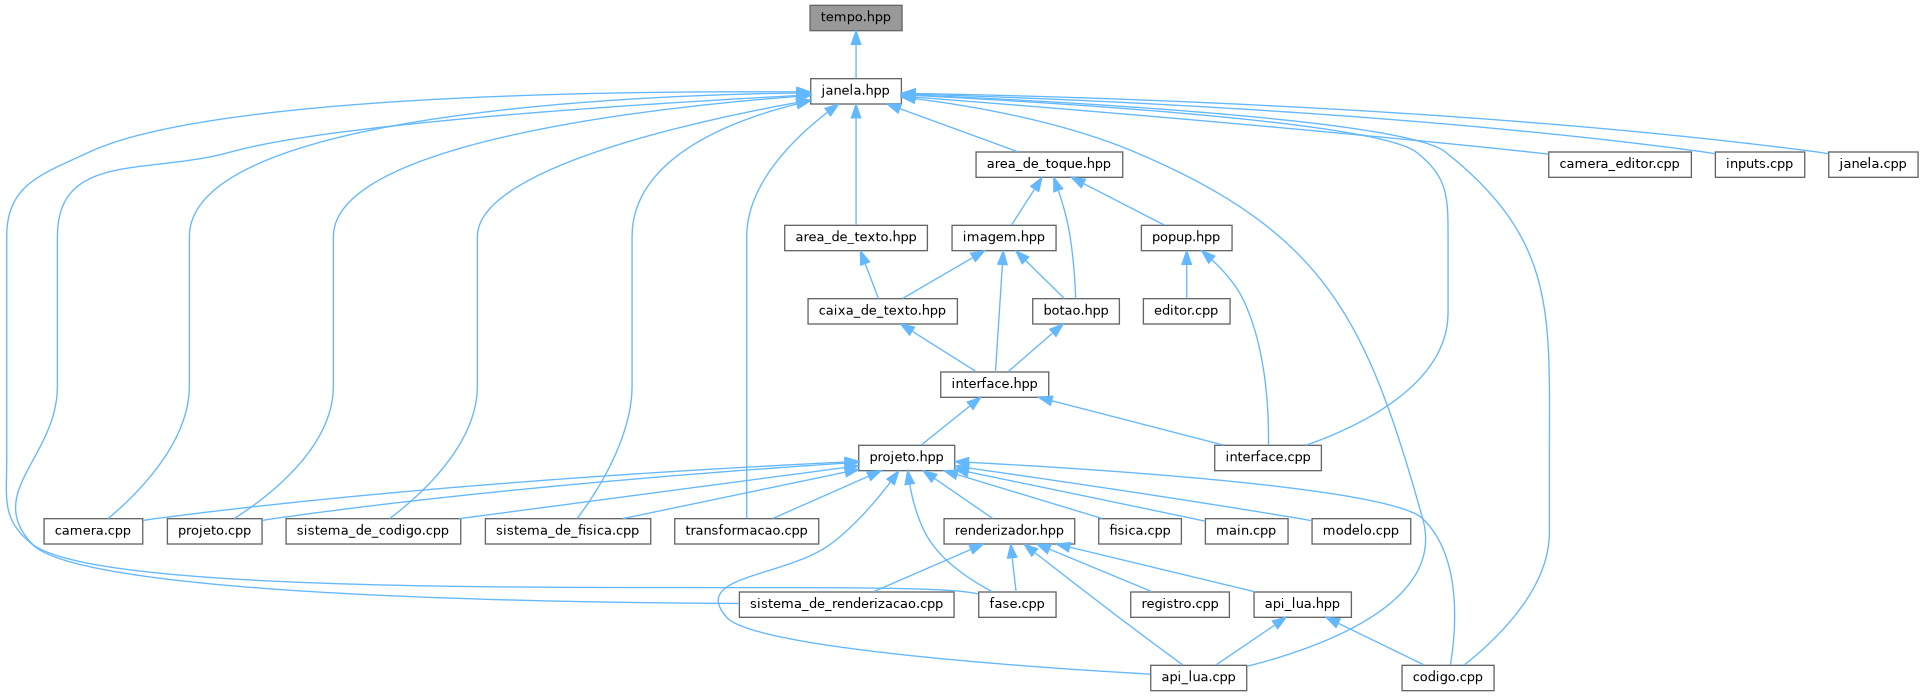 tempo.hpp
janela.hpp
area_de_toque.hpp
camera_editor.cpp
inputs.cpp
janela.cpp
area_de_texto.hpp
imagem.hpp
popup.hpp
caixa_de_texto.hpp
botao.hpp
editor.cpp
interface.hpp
projeto.hpp
interface.cpp
camera.cpp
projeto.cpp
sistema_de_codigo.cpp
sistema_de_fisica.cpp
transformacao.cpp
renderizador.hpp
fisica.cpp
main.cpp
modelo.cpp
sistema_de_renderizacao.cpp
fase.cpp
registro.cpp
api_lua.hpp
api_lua.cpp
codigo.cpp